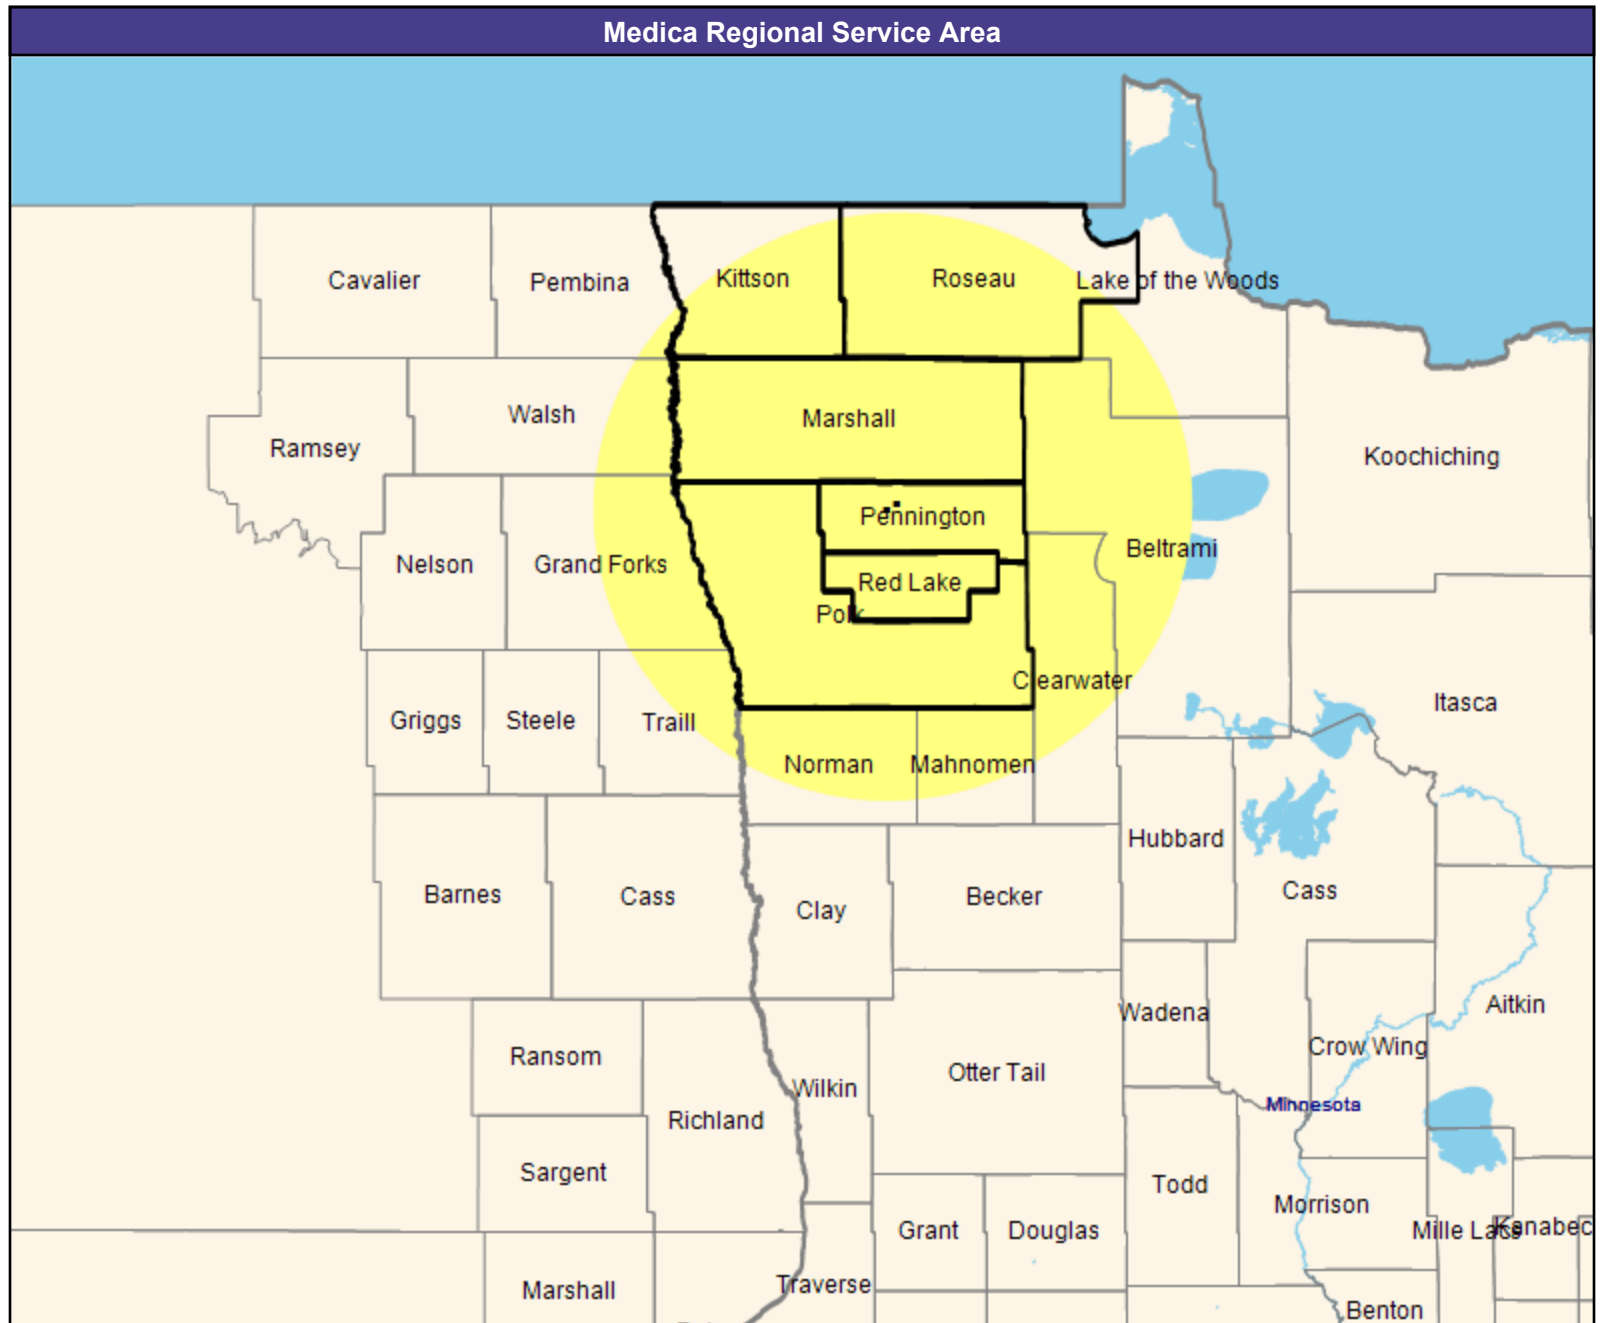 Medica Regional Service Area
Cavalier
Pembina
Kittson
Roseau
Lake of the Woods
Walsh
Marshall
Ramsey
Koochiching
Pennington
Nelson
Grand Forks
Beltrami
Red Lake
Polk
Clearwater
Griggs
Steele
Traill
Itasca
Norman
Mahnomen
Hubbard
Barnes
Cass
Clay
Becker
Cass
Wadena
Aitkin
Ransom
Crow Wing
Otter Tail
Wilkin
Minnesota
Richland
Sargent
Todd
Morrison
Grant
Douglas
Mille Lacs
Kanabec
Marshall
Traverse
Benton